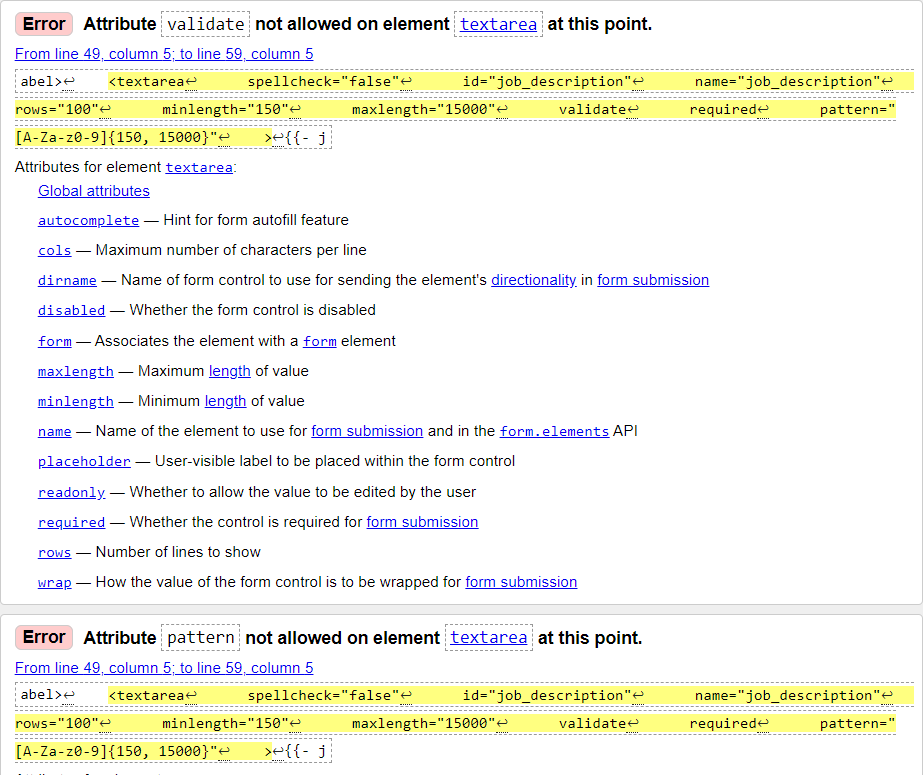 Error Attribute validate not allowed on element textarea at this point.
From line 49, column 5; to line 59, column 5
abel>↩ <textarea↩ spellcheck="false"↩ id="job_description"↩ name="job_description"↩
rows="100"↩ minlength="150"↩ maxlength="15000"↩ validate↩ required↩ pattern="
[A-Za-z0-9]{150, 15000}"↩ >↩{{- j
Attributes for element textarea:
Global attributes
autocomplete — Hint for form autofill feature
cols — Maximum number of characters per line
dirname — Name of form control to use for sending the element's directionality in form submission
disabled — Whether the form control is disabled
form — Associates the element with a form element
maxlength — Maximum length of value
minlength — Minimum length of value
name — Name of the element to use for form submission and in the form.elements API
placeholder — User-visible label to be placed within the form control
readonly — Whether to allow the value to be edited by the user
required — Whether the control is required for form submission
rows — Number of lines to show
wrap — How the value of the form control is to be wrapped for form submission
Error Attribute pattern not allowed on element textarea at this point.
From line 49, column 5; to line 59, column 5
abel>↩ <textarea↩ spellcheck="false"↩ id="job_description"↩ name="job_description"↩
rows="100"↩ minlength="150"↩ maxlength="15000"↩ validate↩ required↩ pattern="
[A-Za-z0-9]{150, 15000}"↩ >↩{{- j